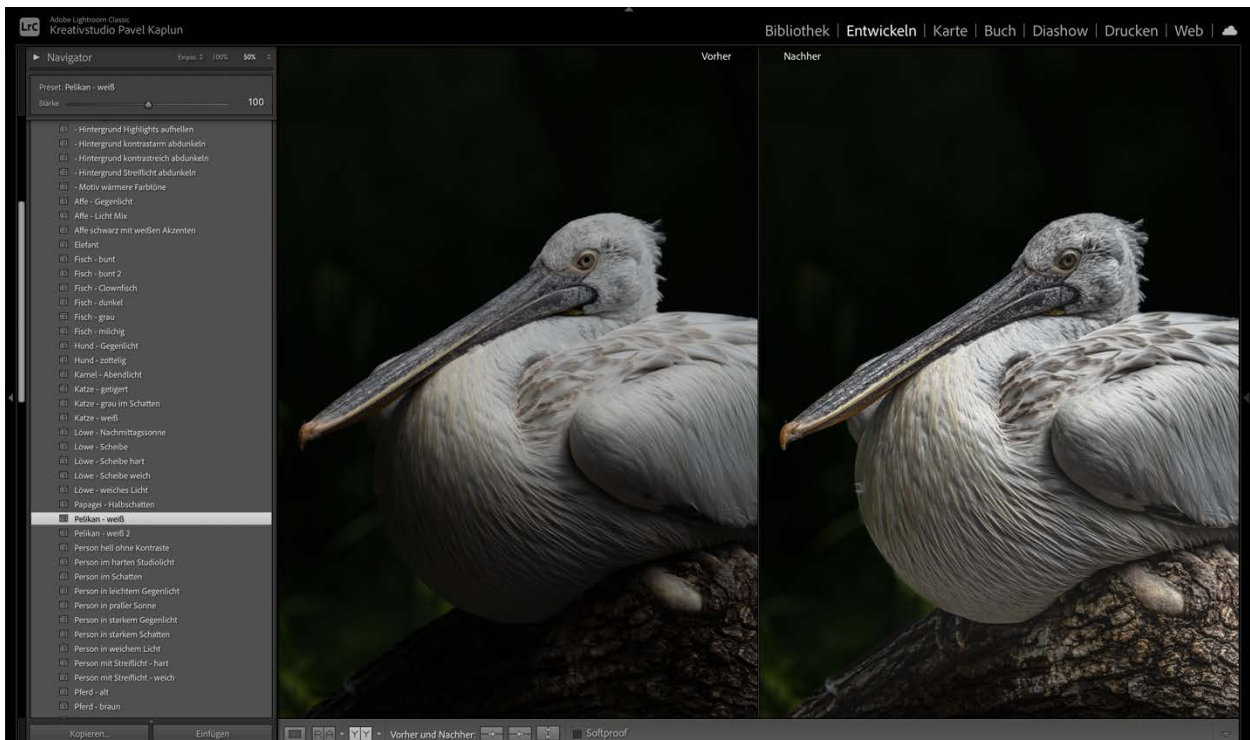 LrC
Adobe Lightroom Classic
Kreativstudio Pavel Kaplun
Bibliothek | Entwickeln | Karte | Buch | Diashow | Drucken | Web
Navigator
Einpas. 100% 50%
Preset: Pelikan - weiß
Stärke 100
- Hintergrund Highlights aufhellen
- Hintergrund kontrastarm abdunkeln
- Hintergrund kontrastreich abdunkeln
- Hintergrund Streiflicht abdunkeln
- Motiv wärmere Farbtöne
Affe - Gegenlicht
Affe - Licht Mix
Affe schwarz mit weißen Akzenten
Elefant
Fisch - bunt
Fisch - bunt 2
Fisch - Clownfisch
Fisch - dunkel
Fisch - grau
Fisch - milchig
Hund - Gegenlicht
Hund - zottelig
Kamel - Abendlicht
Katze - getigert
Katze - grau im Schatten
Katze - weiß
Löwe - Nachmittagssonne
Löwe - Scheibe
Löwe - Scheibe hart
Löwe - Scheibe weich
Löwe - weiches Licht
Papagei - Halbschatten
Pelikan - weiß
Pelikan - weiß 2
Person hell ohne Kontraste
Person im harten Studiolicht
Person im Schatten
Person in leichtem Gegenlicht
Person in praller Sonne
Person in starkem Gegenlicht
Person in starkem Schatten
Person in weichem Licht
Person mit Streiflicht - hart
Person mit Streiflicht - weich
Pferd - alt
Pferd - braun
Kopieren... Einfügen
Vorher Nachher
RA YY Vorher und Nachher: Softproof